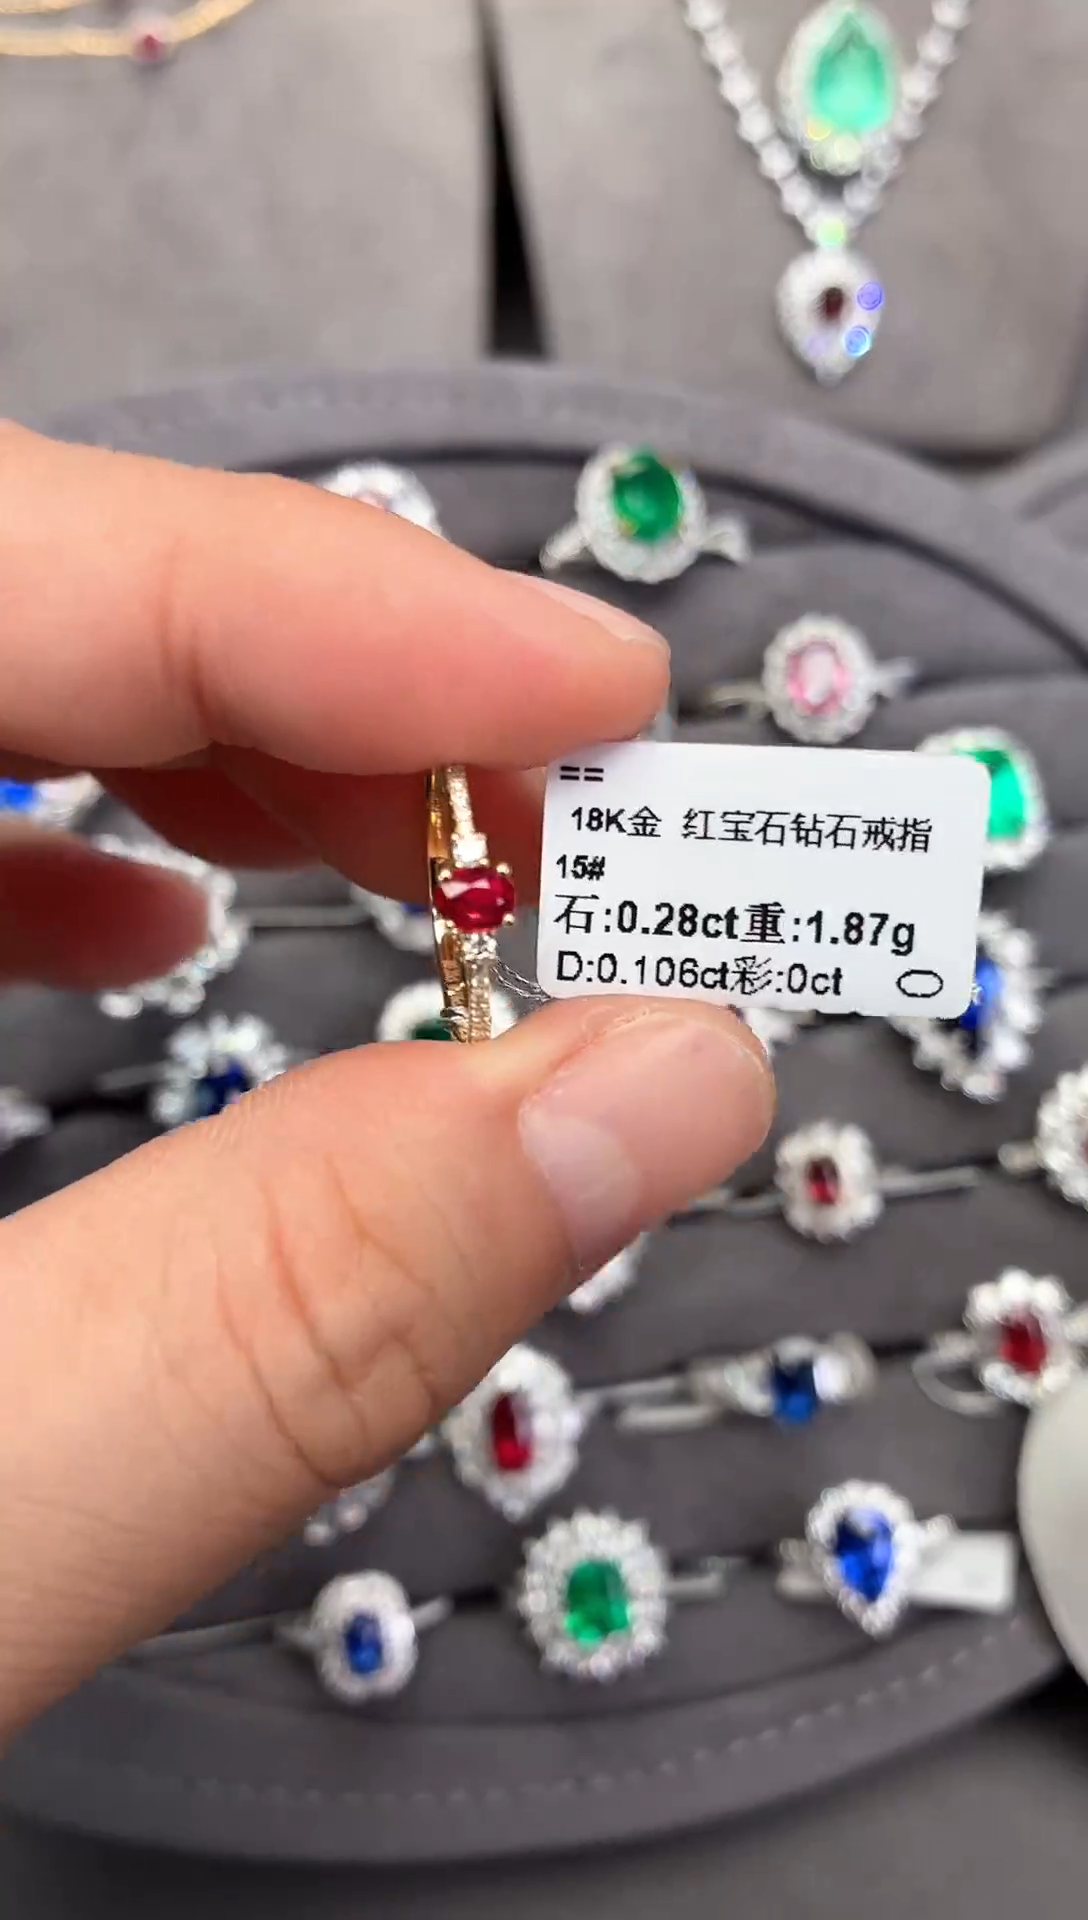 ==
18K金 红宝石钻石戒指
15#
石:0.28ct重:1.87g
D:0.106ct彩:0ct